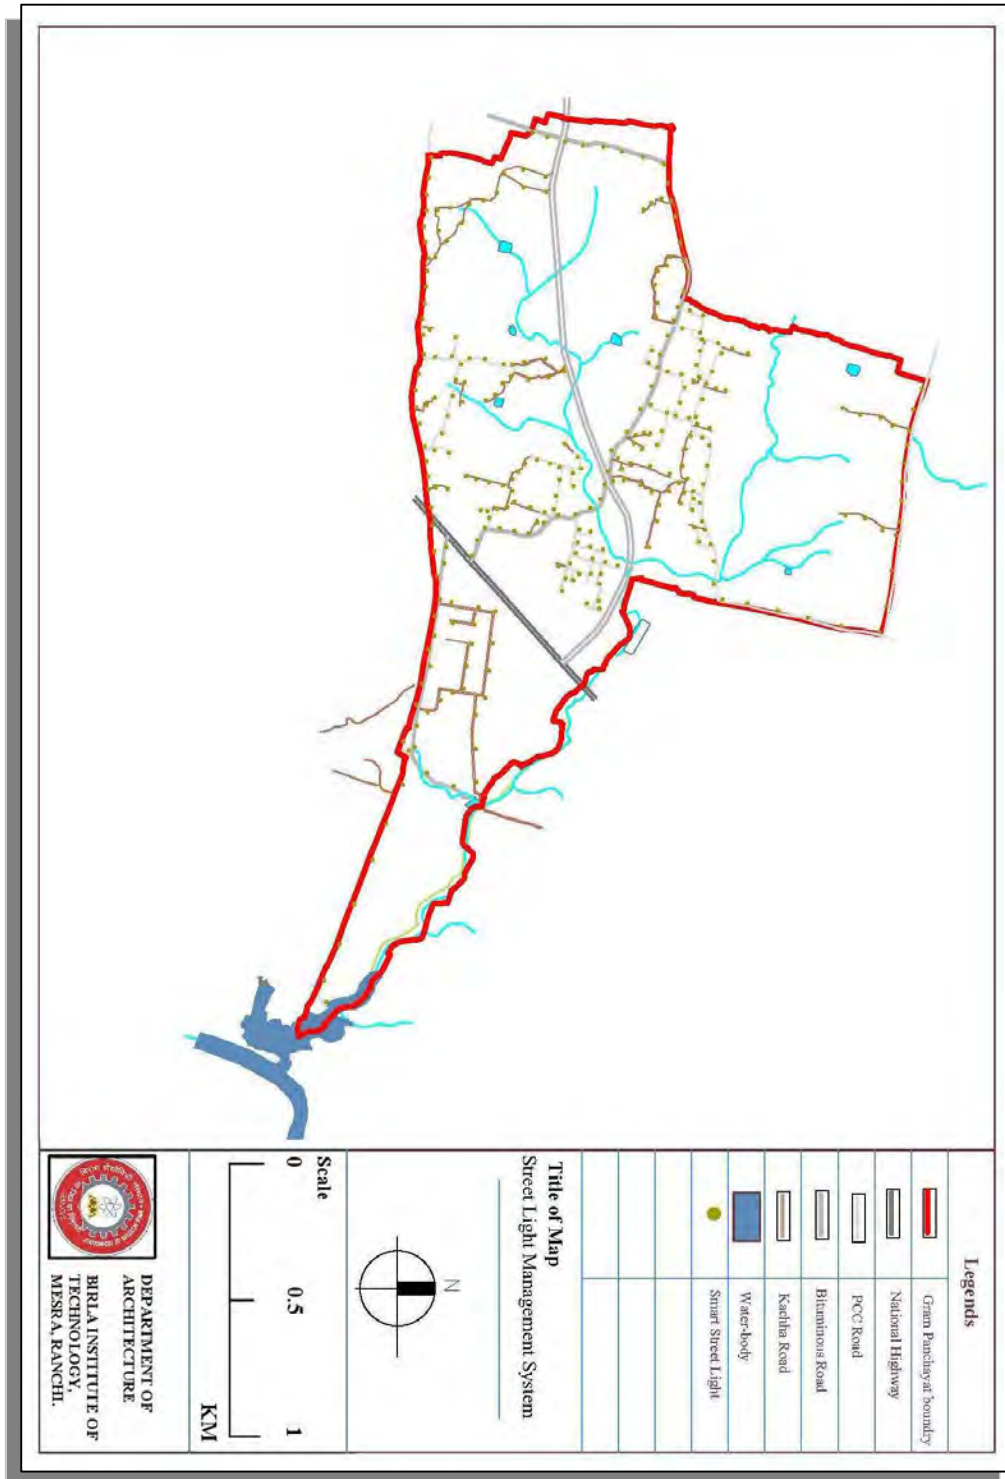 Legends
Gram Panchayat boundry
National Highway
PCC Road
Bituminous Road
Kachha Road
Water-body
Smart Street Light
Title of Map
Street Light Management System
N
Scale
0
0.5
1
KM
DEPARTMENT OF
ARCHITECTURE
BIRLA INSTITUTE OF
TECHNOLOGY,
MESRA, RANCHI.